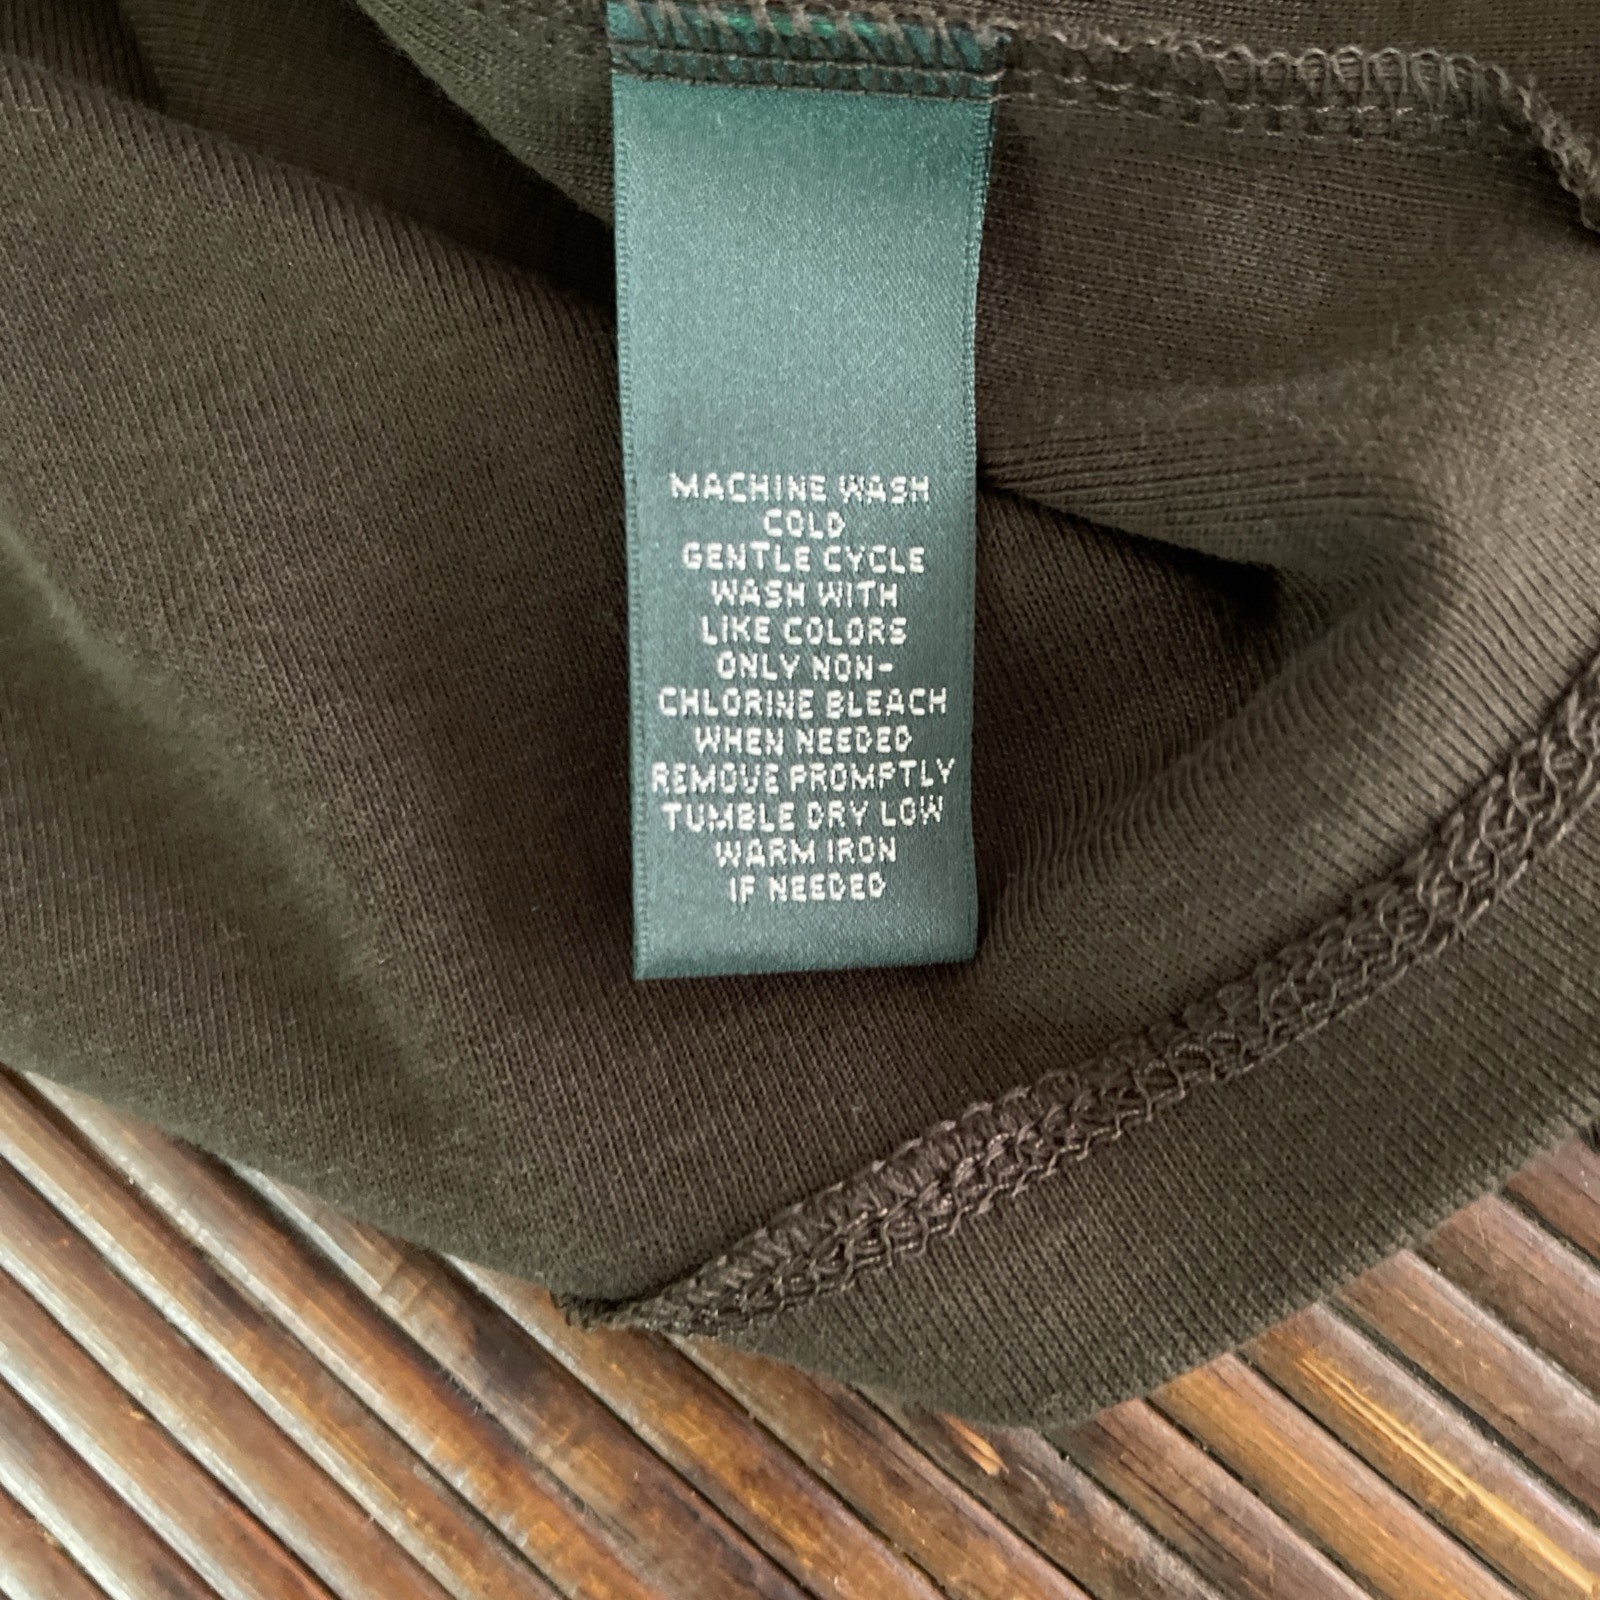 MACHINE WASH
COLD
GENTLE CYCLE
WASH WITH
LIKE COLORS
ONLY NON-
CHLORINE BLEACH
WHEN NEEDED
REMOVE PROMPTLY
TUMBLE DRY LOW
WARM IRON
IF NEEDED